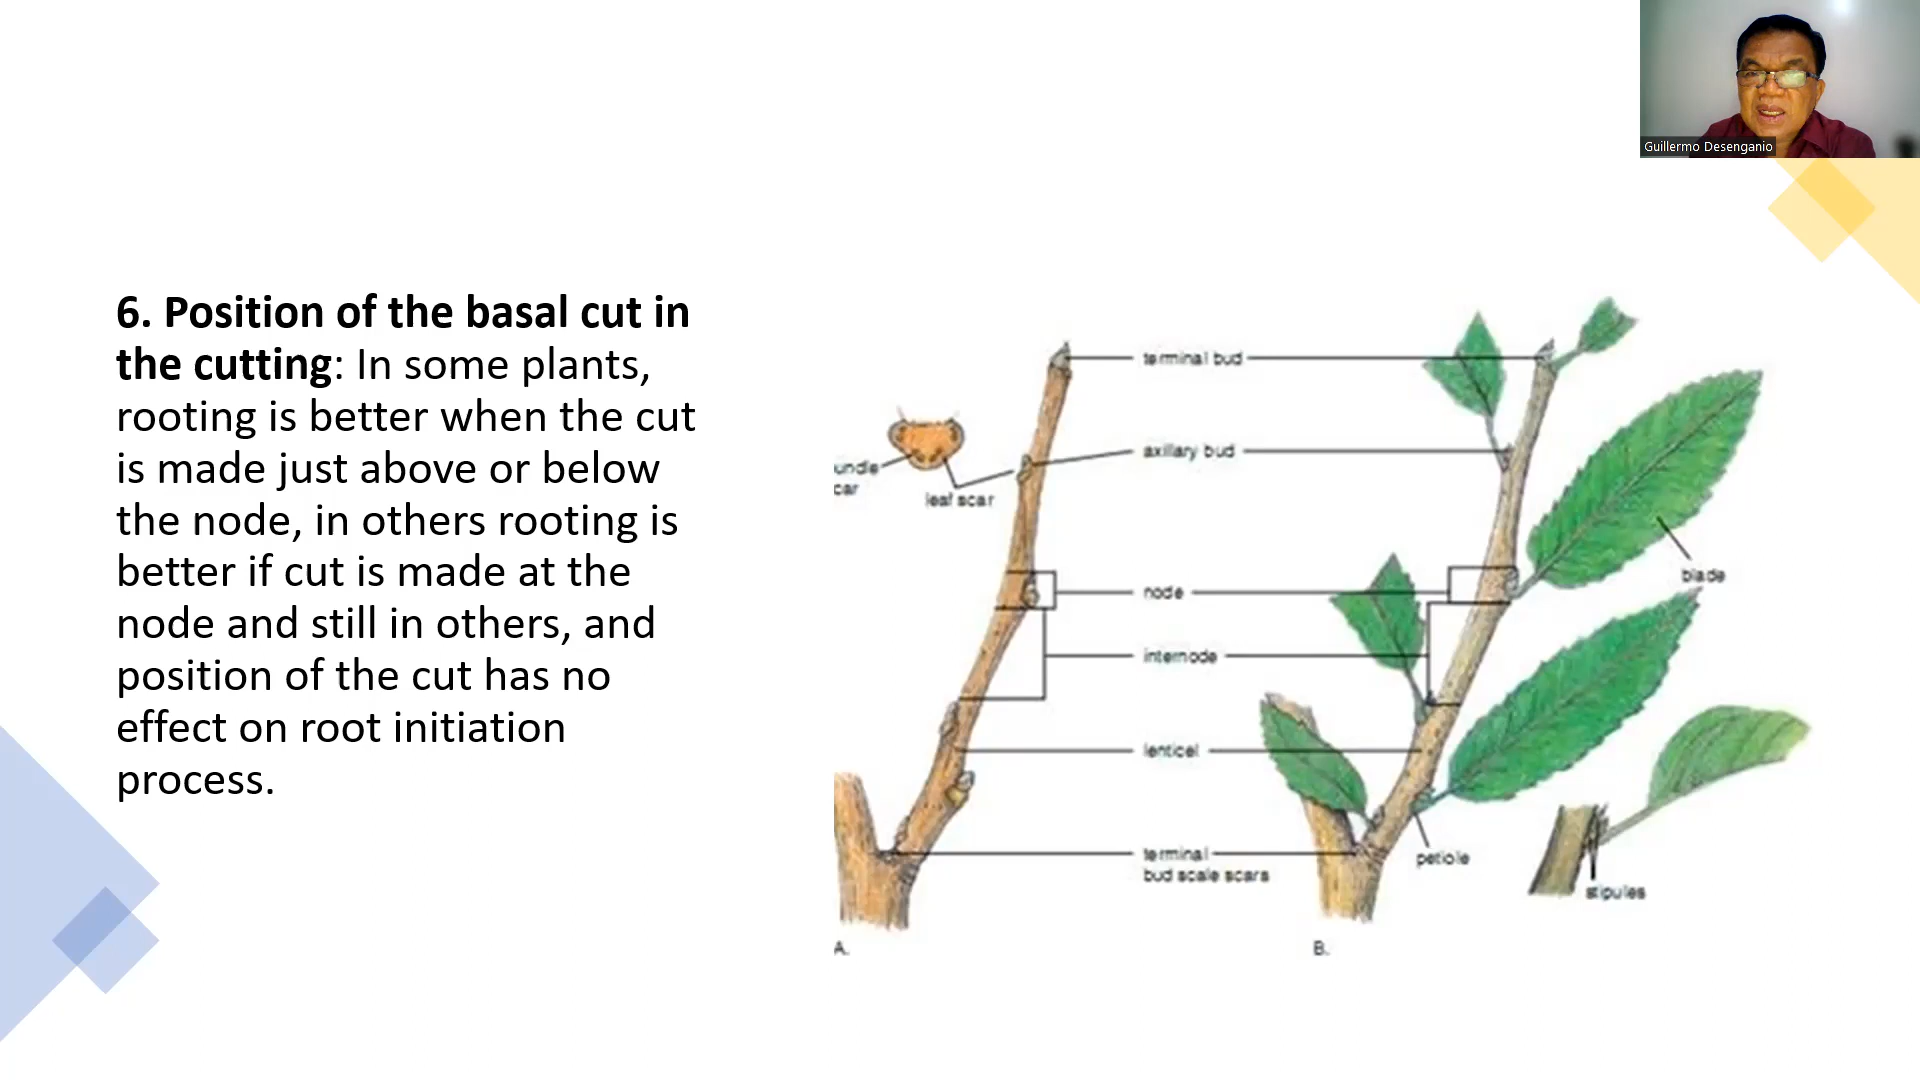 Guillermo Desenganio
6. Position of the basal cut in
the cutting: In some plants,
rooting is better when the cut
is made just above or below
the node, in others rooting is
better if cut is made at the
node and still in others, and
position of the cut has no
effect on root initiation
process.
terminal bud
axillary bud
undle
car
leaf scar
node
blade
internode
lenticel
terminal
bud scale scars
petiole
stipules
A.
B.